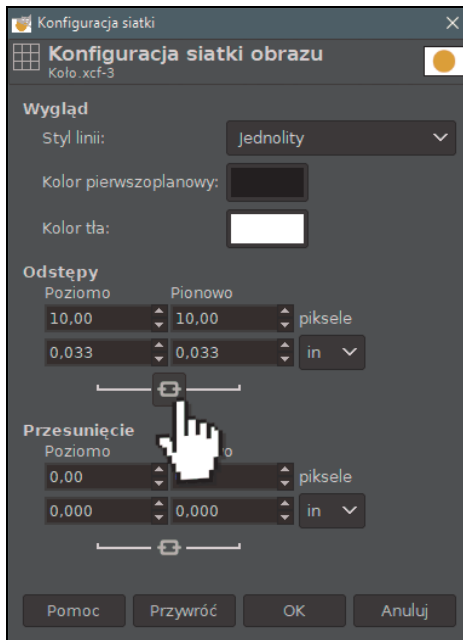 Konfiguracja siatki
Konfiguracja siatki obrazu
Koło.xcf-3
Wygląd
Styl linii: Jednolity
Kolor pierwszoplanowy:
Kolor tła:
Odstępy
Poziomo Pionowo
10,00 10,00 piksele
0,033 0,033 in
Przesunięcie
Poziomo
0,00 piksele
0,000 0,000 in
Pomoc Przywróć OK Anuluj